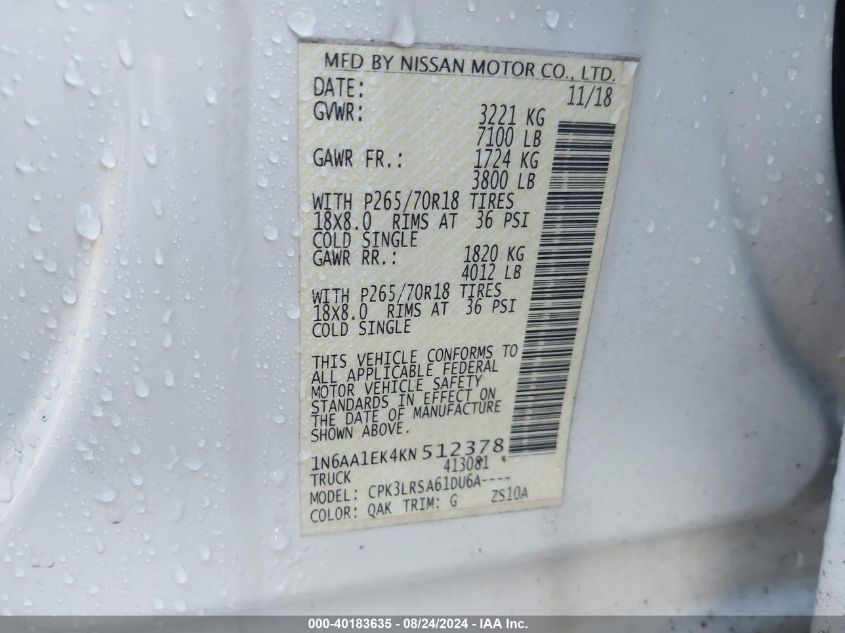 MFD BY NISSAN MOTOR CO., LTD.
DATE: 11/18
GVWR: 3221 KG
7100 LB
GAWR FR.: 1724 KG
3800 LB
WITH P265/70R18 TIRES
18X8.0 RIMS AT 36 PSI
COLD SINGLE
GAWR RR.: 1820 KG
4012 LB
WITH P265/70R18 TIRES
18X8.0 RIMS AT 36 PSI
COLD SINGLE
THIS VEHICLE CONFORMS TO
ALL APPLICABLE FEDERAL
MOTOR VEHICLE SAFETY
STANDARDS IN EFFECT ON
THE DATE OF MANUFACTURE
SHOWN ABOVE.
1N6AA1EK4KN 512378
TRUCK 413081
MODEL: CPK3LRSA61DU6A----
COLOR: QAK TRIM: G ZS10A
000-40183635 - 08/24/2024 - IAA Inc.